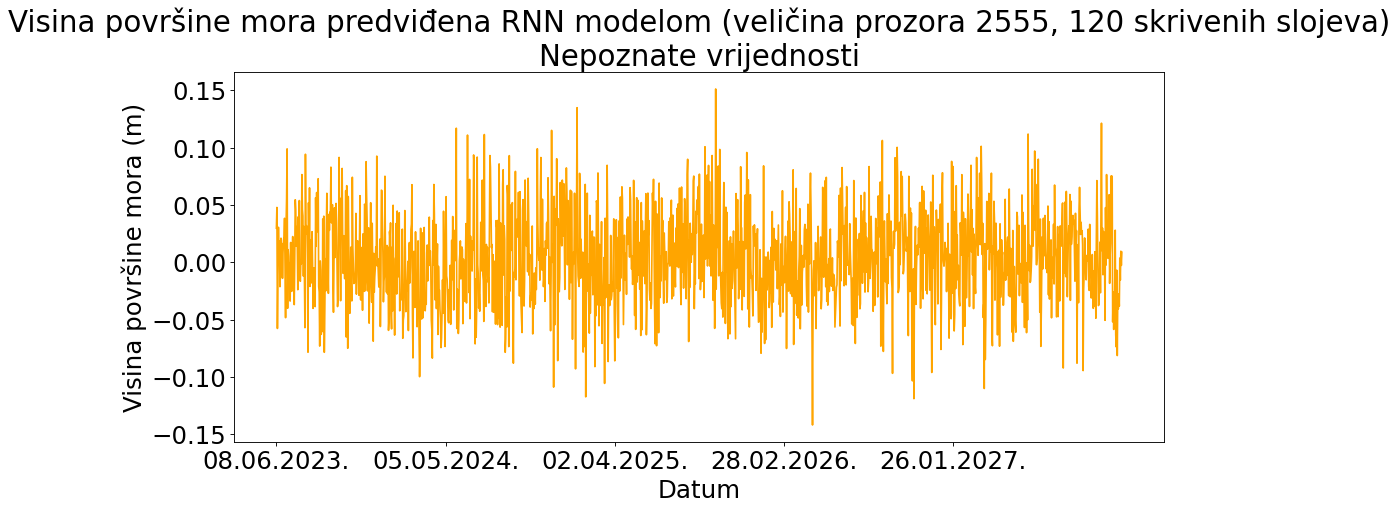 Visina površine mora predviđena RNN modelom (veličina prozora 2555, 120 skrivenih slojeva)
Nepoznate vrijednosti
Visina površine mora (m)
0.15
0.10
0.05
0.00
−0.05
−0.10
−0.15
08.06.2023. 05.05.2024. 02.04.2025. 28.02.2026. 26.01.2027.
Datum